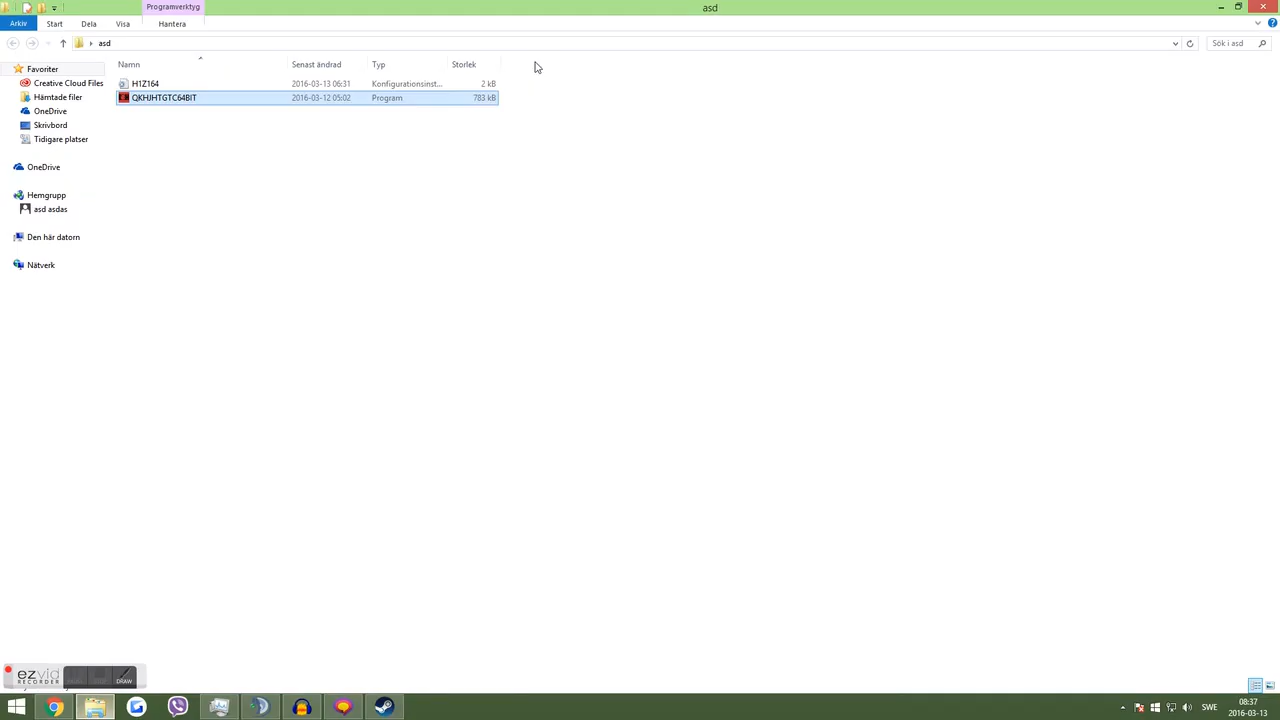 Programverktyg
asd
Arkiv Start Dela Visa Hantera
asd
Sök i asd
Namn Senast ändrad Typ Storlek
Favoriter
Creative Cloud Files
Hämtade filer
OneDrive
Skrivbord
Tidigare platser
OneDrive
Hemgrupp
asd asdas
Den här datorn
Nätverk
H1Z164 2016-03-13 06:31 Konfigurationsinst... 2 kB
QKHJHTGTC64BIT 2016-03-12 05:02 Program 783 kB
ezvid
RECORDER
DRAW
SWE
08:37
2016-03-13